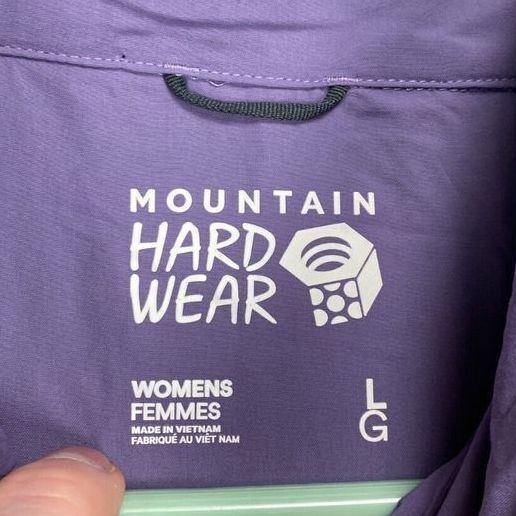 MOUNTAIN
HARD
WEAR
WOMENS
FEMMES
MADE IN VIETNAM
FABRIQUÉ AU VIÊT NAM
L
G